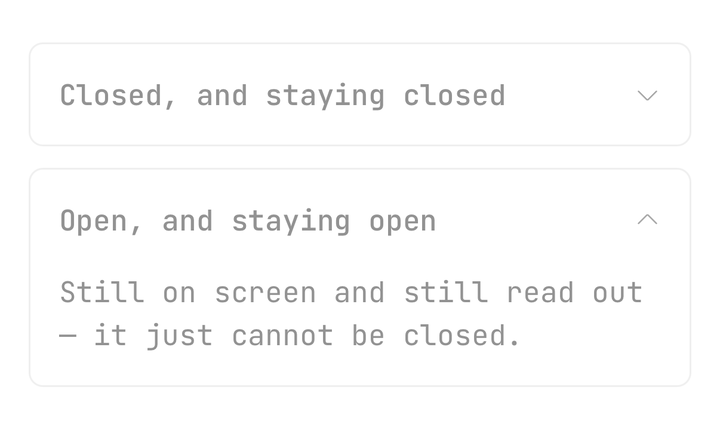 Closed, and staying closed
Open, and staying open
Still on screen and still read out
— it just cannot be closed.